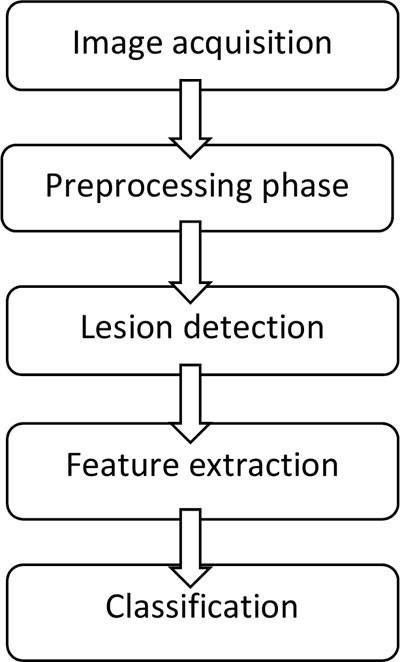 Image acquisition
Preprocessing phase
Lesion detection
Feature extraction
Classification